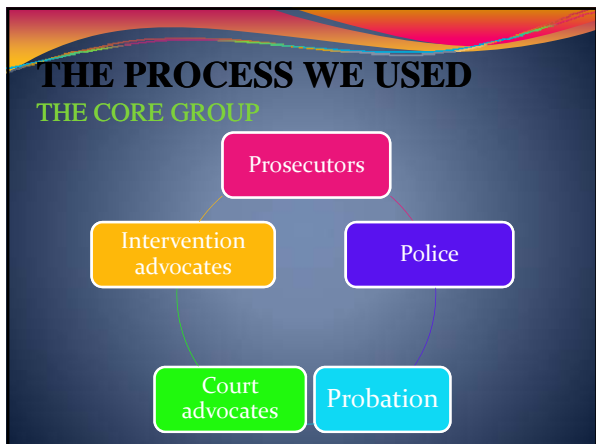 THE PROCESS WE USED
THE CORE GROUP
Prosecutors
Intervention
advocates
Police
Court
advocates
Probation